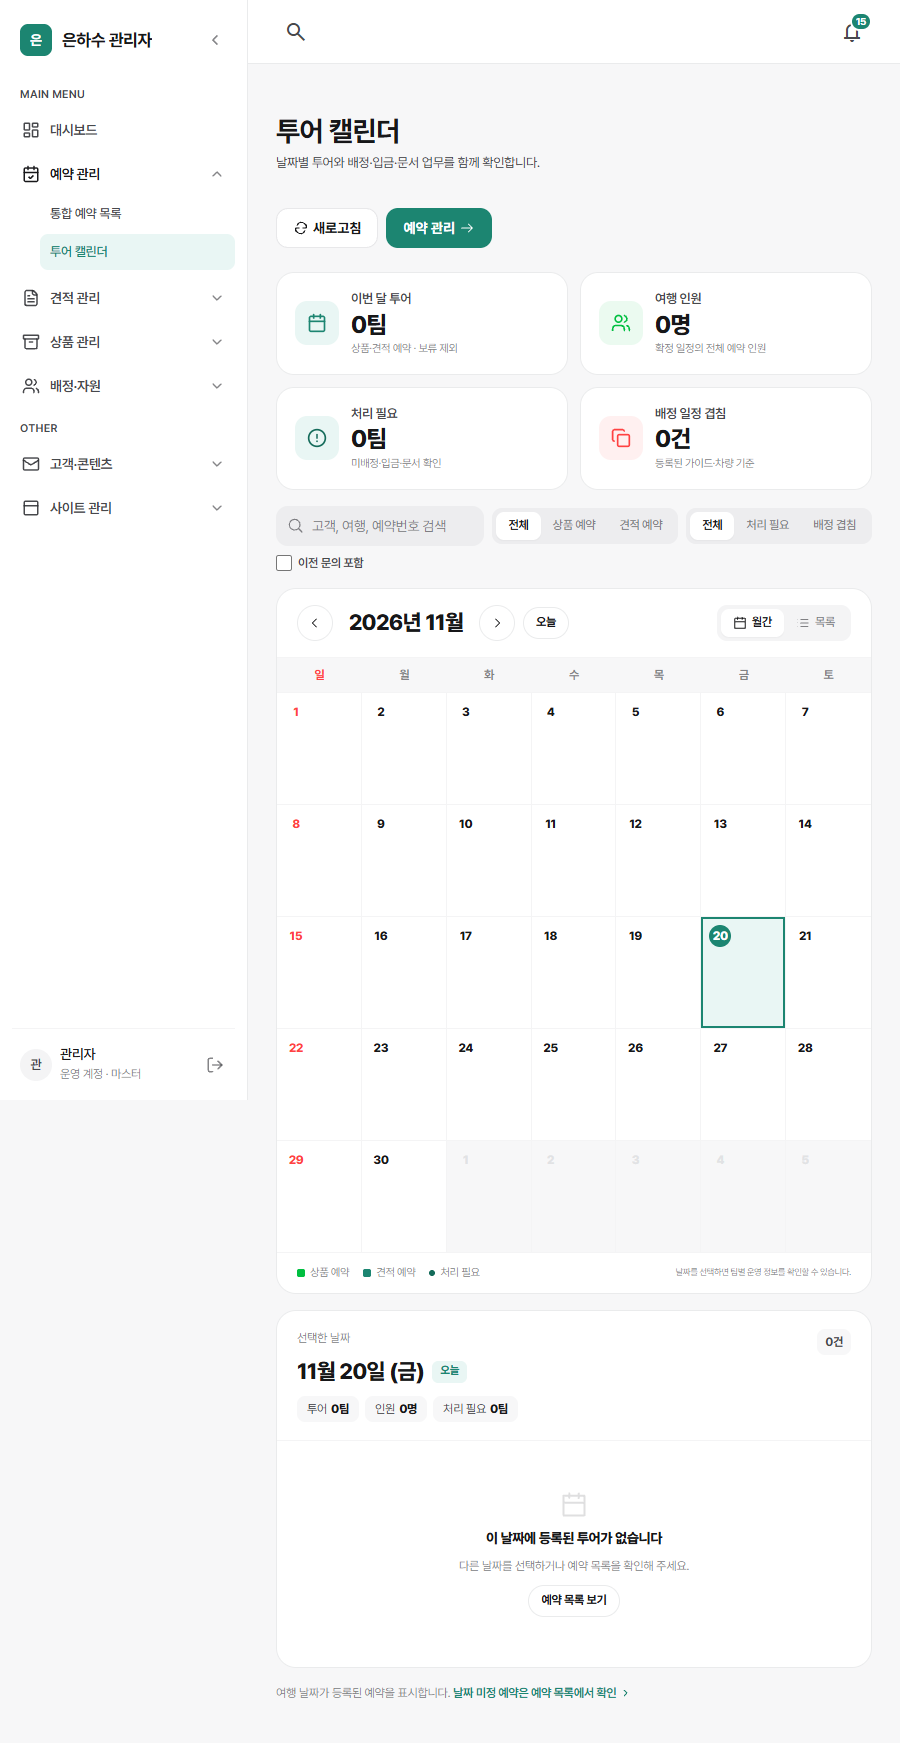 은 은하수 관리자
15
MAIN MENU
대시보드
예약 관리
통합 예약 목록
투어 캘린더
견적 관리
상품 관리
배정·자원
OTHER
고객·콘텐츠
사이트 관리
관 관리자
운영 계정 · 마스터
투어 캘린더
날짜별 투어와 배정·입금·문서 업무를 함께 확인합니다.
새로고침 예약 관리
이번 달 투어
0팀
상품·견적 예약 · 보류 제외
여행 인원
0명
확정 일정의 전체 예약 인원
처리 필요
0팀
미배정·입금·문서 확인
배정 일정 겹침
0건
등록된 가이드·차량 기준
고객, 여행, 예약번호 검색 전체 상품 예약 견적 예약 전체 처리 필요 배정 겹침
이전 문의 포함
2026년 11월 오늘 월간 목록
일 월 화 수 목 금 토
1 2 3 4 5 6 7
8 9 10 11 12 13 14
15 16 17 18 19 20 21
22 23 24 25 26 27 28
29 30 1 2 3 4 5
상품 예약 견적 예약 처리 필요 날짜를 선택하면 팀별 운영 정보를 확인할 수 있습니다.
선택한 날짜 0건
11월 20일 (금) 오늘
투어 0팀 인원 0명 처리 필요 0팀
이 날짜에 등록된 투어가 없습니다
다른 날짜를 선택하거나 예약 목록을 확인해 주세요.
예약 목록 보기
여행 날짜가 등록된 예약을 표시합니다. 날짜 미정 예약은 예약 목록에서 확인